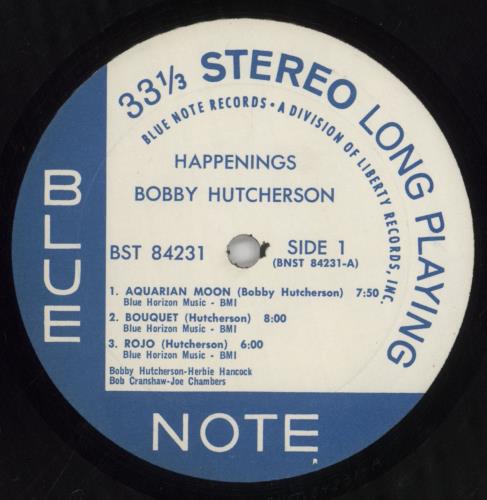 33 1/3 STEREO LONG PLAYING
BLUE NOTE RECORDS • A DIVISION OF LIBERTY RECORDS, INC.
HAPPENINGS
BOBBY HUTCHERSON
BST 84231
SIDE 1
(BNST 84231-A)
1. AQUARIAN MOON (Bobby Hutcherson) 7:50
Blue Horizon Music - BMI
2. BOUQUET (Hutcherson) 8:00
Blue Horizon Music - BMI
3. ROJO (Hutcherson) 6:00
Blue Horizon Music - BMI
Bobby Hutcherson-Herbie Hancock
Bob Cranshaw-Joe Chambers
BLUE
NOTE